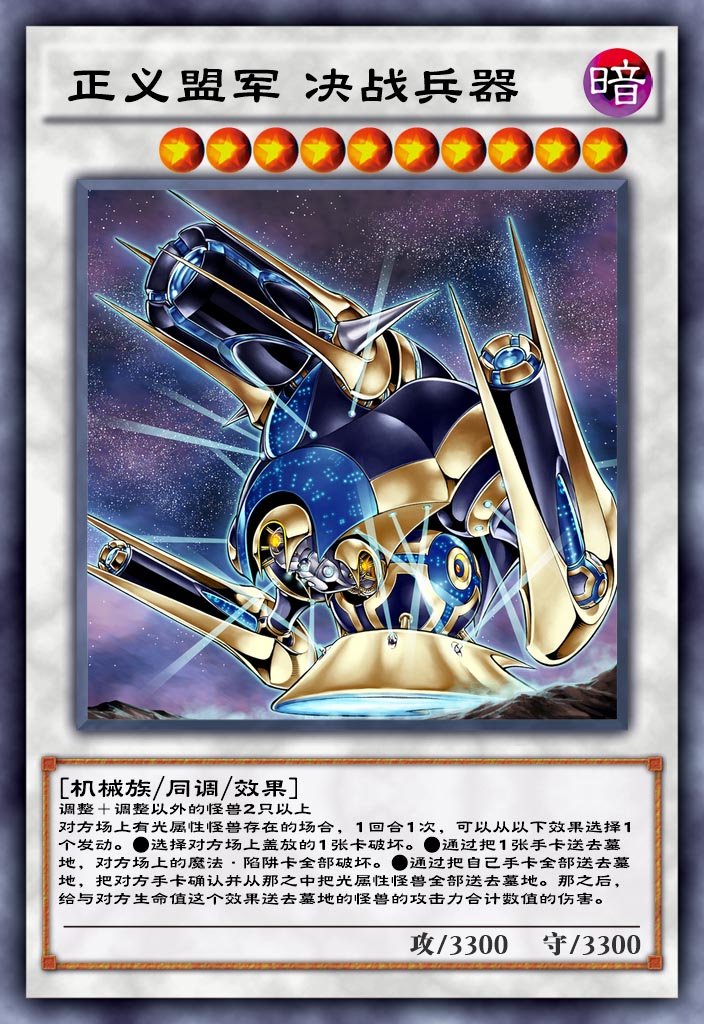 正义盟军 决战兵器
暗
[机械族/同调/效果]
调整＋调整以外的怪兽2只以上
对方场上有光属性怪兽存在的场合，1回合1次，可以从以下效果选择1
个发动。●选择对方场上盖放的1张卡破坏。●通过把1张手卡送去墓
地，对方场上的魔法·陷阱卡全部破坏。●通过把自己手卡全部送去墓
地，把对方手卡确认并从那之中把光属性怪兽全部送去墓地。那之后，
给与对方生命值这个效果送去墓地的怪兽的攻击力合计数值的伤害。
攻/3300 守/3300